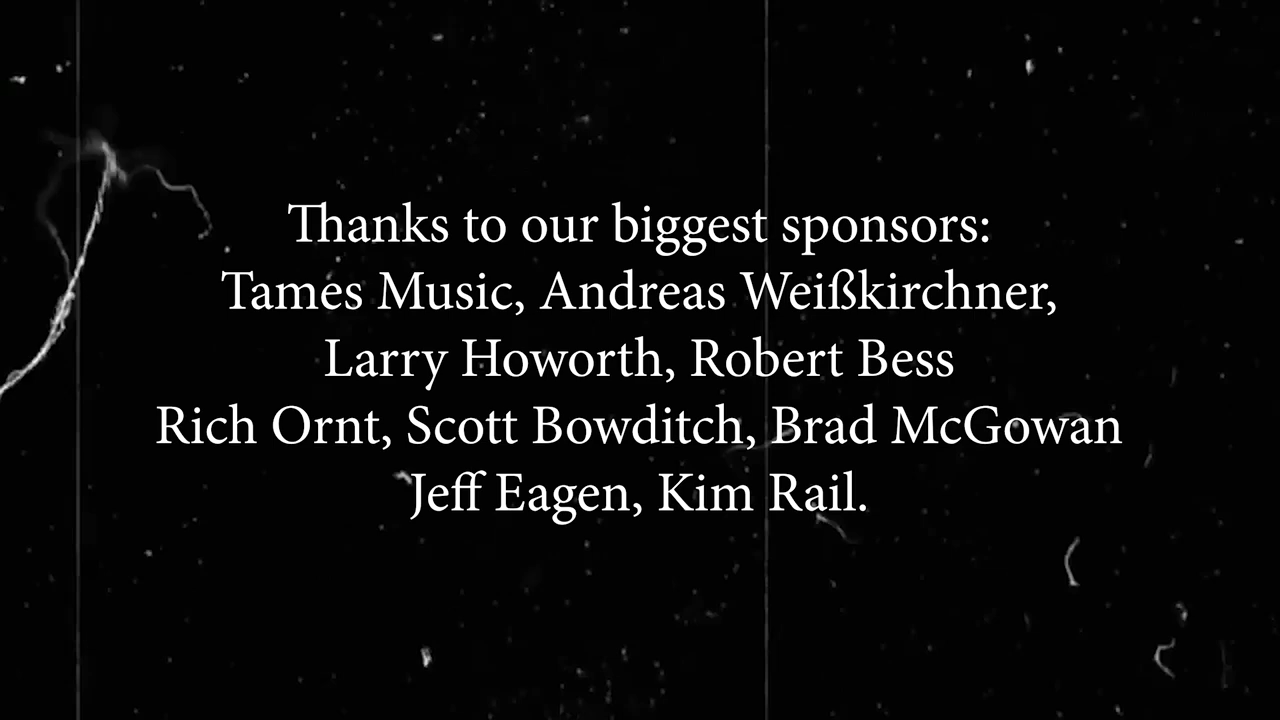 Thanks to our biggest sponsors:
Tames Music, Andreas Weißkirchner,
Larry Howorth, Robert Bess
Rich Ornt, Scott Bowditch, Brad McGowan
Jeff Eagen, Kim Rail.